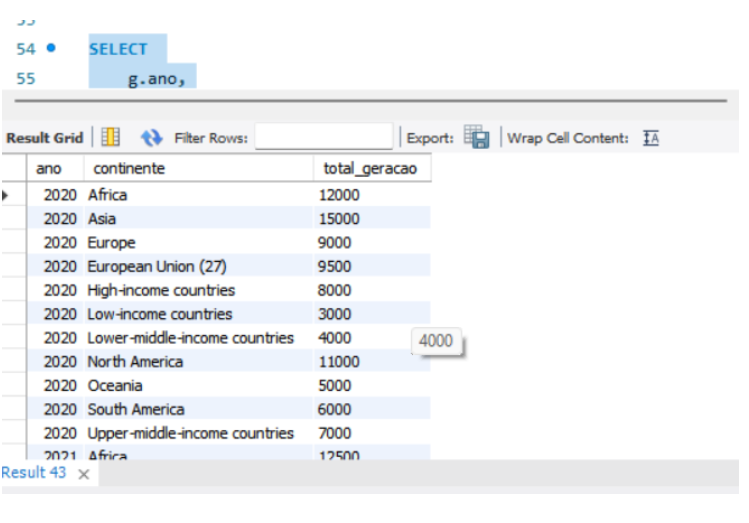 54 SELECT
55 g.ano,
Result Grid Filter Rows: Export: Wrap Cell Content: IA
ano continente total_geracao
2020 Africa 12000
2020 Asia 15000
2020 Europe 9000
2020 European Union (27) 9500
2020 High-income countries 8000
2020 Low-income countries 3000
2020 Lower-middle-income countries 4000 4000
2020 North America 11000
2020 Oceania 5000
2020 South America 6000
2020 Upper-middle-income countries 7000
2021 Africa 12500
Result 43 ×